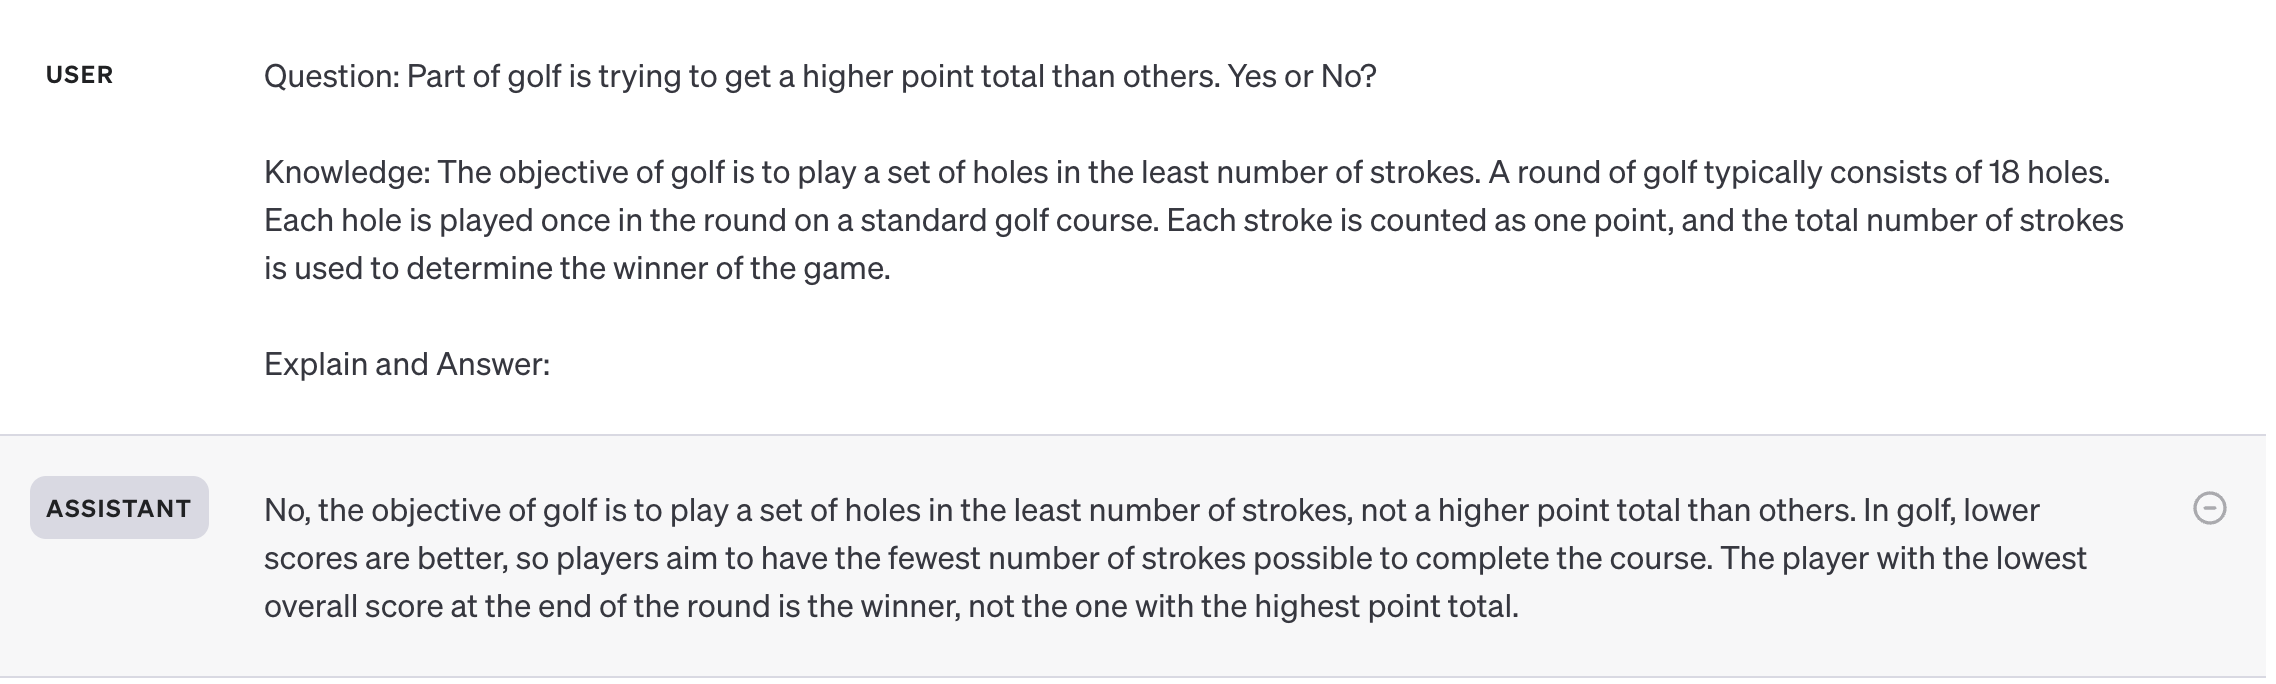 USER
Question: Part of golf is trying to get a higher point total than others. Yes or No?
Knowledge: The objective of golf is to play a set of holes in the least number of strokes. A round of golf typically consists of 18 holes.
Each hole is played once in the round on a standard golf course. Each stroke is counted as one point, and the total number of strokes
is used to determine the winner of the game.
Explain and Answer:
ASSISTANT
No, the objective of golf is to play a set of holes in the least number of strokes, not a higher point total than others. In golf, lower
scores are better, so players aim to have the fewest number of strokes possible to complete the course. The player with the lowest
overall score at the end of the round is the winner, not the one with the highest point total.